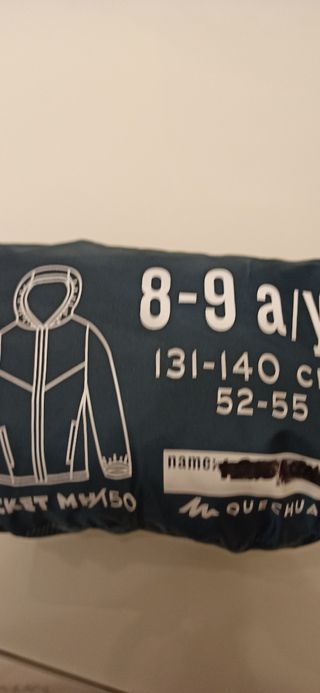 8-9 a/y
131-140 c
52-55
name:
CKET MH150
QUECHUA